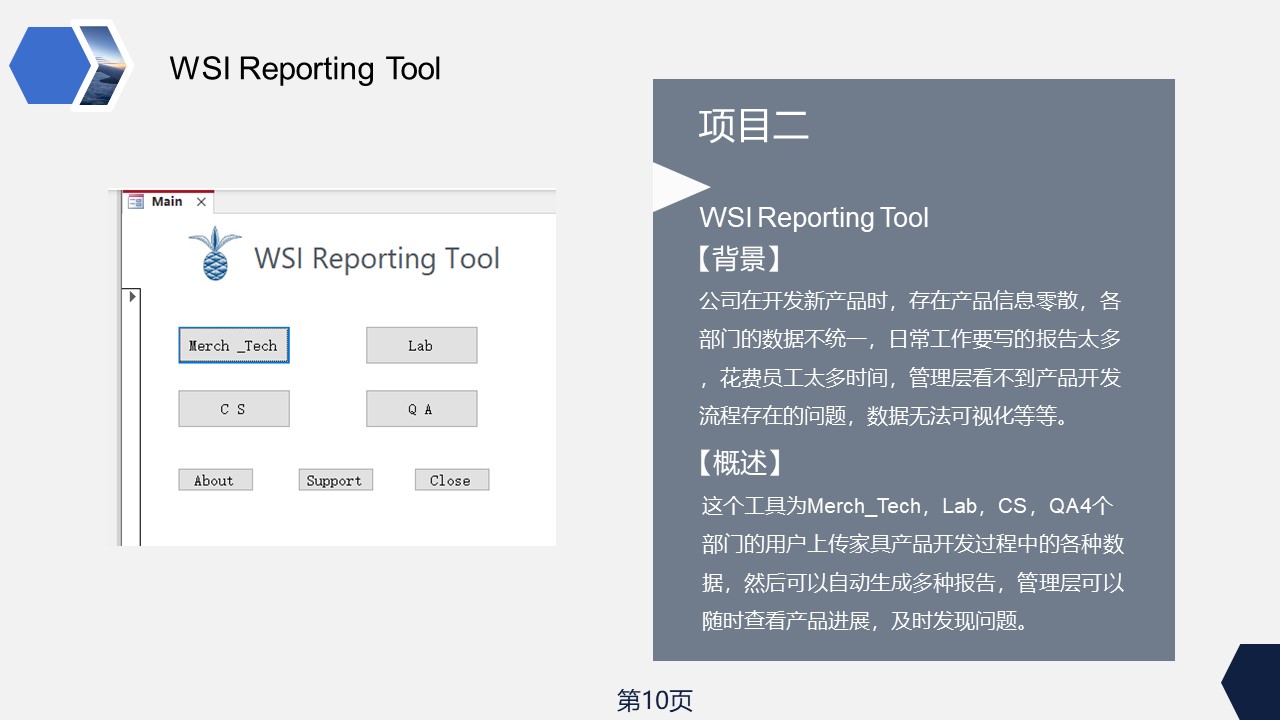 WSI Reporting Tool
Main
WSI Reporting Tool
Merch _Tech
Lab
C S
Q A
About
Support
Close
项目二
WSI Reporting Tool
【背景】
公司在开发新产品时，存在产品信息零散，各
部门的数据不统一，日常工作要写的报告太多
，花费员工太多时间，管理层看不到产品开发
流程存在的问题，数据无法可视化等等。
【概述】
这个工具为Merch_Tech，Lab，CS，QA4个
部门的用户上传家具产品开发过程中的各种数
据，然后可以自动生成多种报告，管理层可以
随时查看产品进展，及时发现问题。
第10页